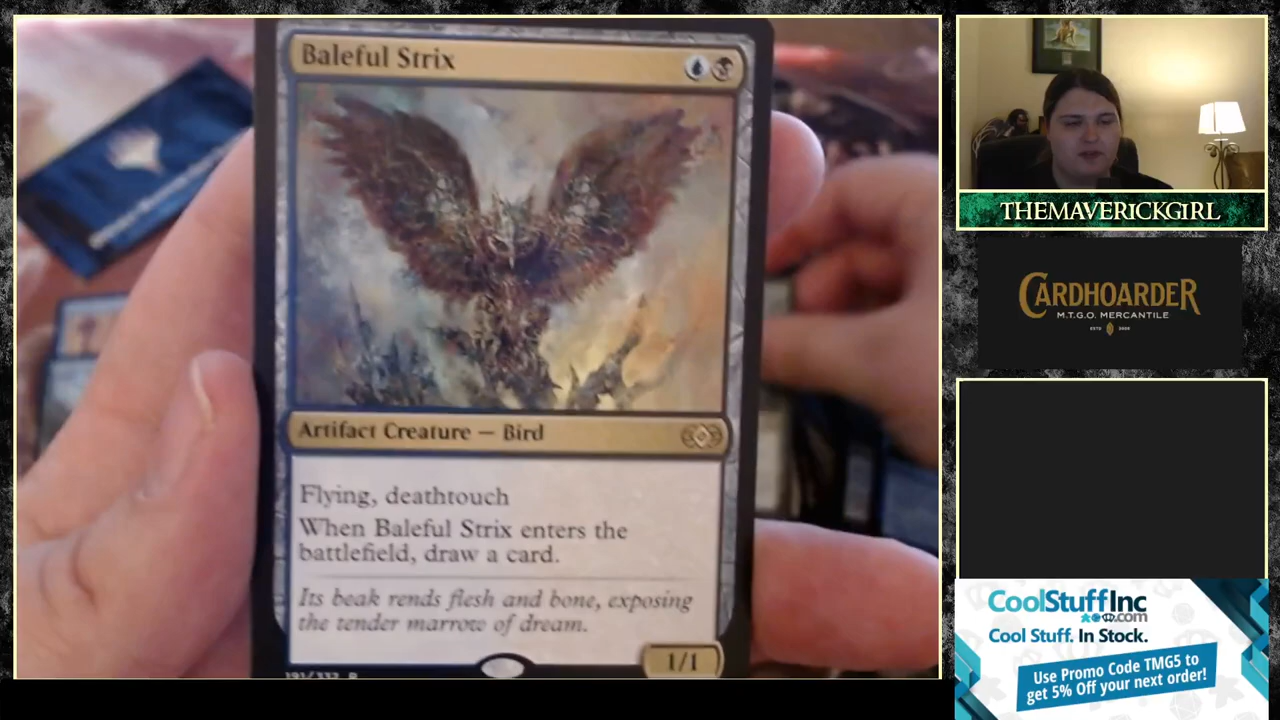 Baleful Strix
Artifact Creature — Bird
Flying, deathtouch
When Baleful Strix enters the
battlefield, draw a card.
Its beak rends flesh and bone, exposing
the tender marrow of dream.
1/1
191/332 R
THEMAVERICKGIRL
CARDHOARDER
M.T.G.O. MERCANTILE
CoolStuffInc
.com
Cool Stuff. In Stock.
Use Promo Code TMG5 to
get 5% Off your next order!